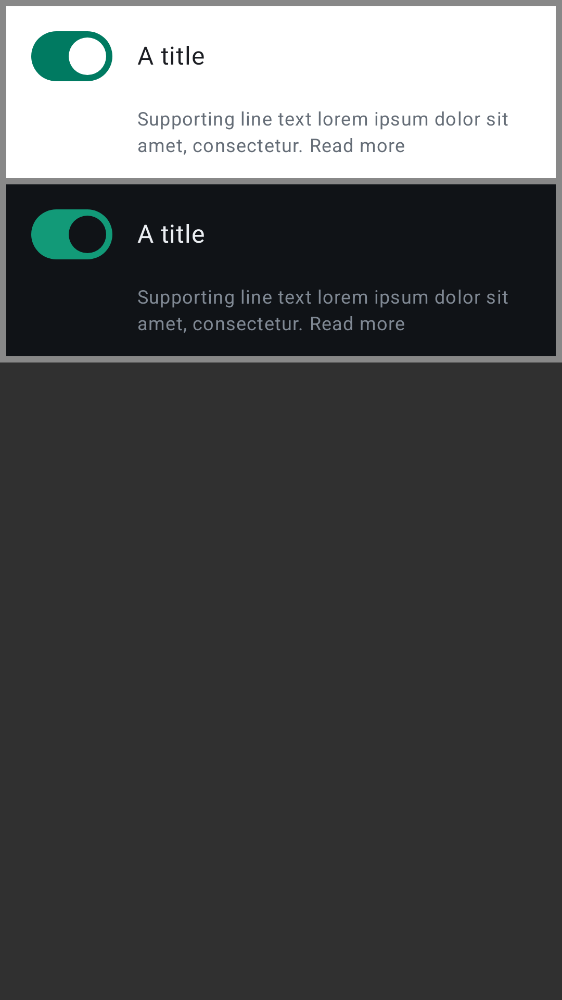 A title
Supporting line text lorem ipsum dolor sit
amet, consectetur. Read more
A title
Supporting line text lorem ipsum dolor sit
amet, consectetur. Read more